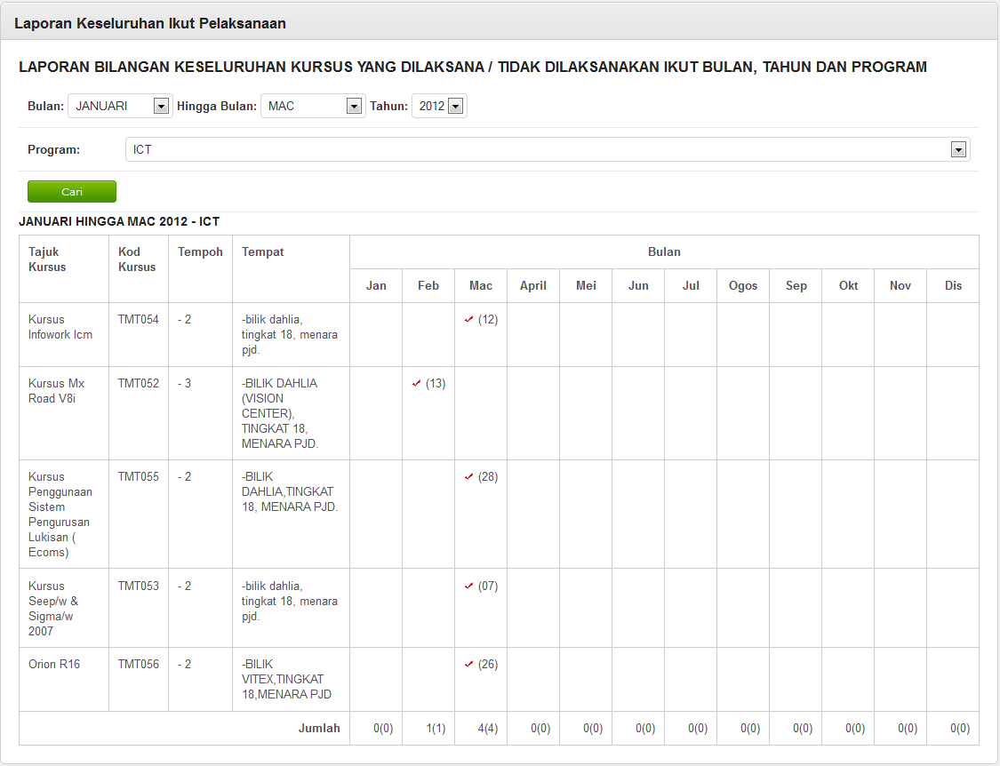 Laporan Keseluruhan Ikut Pelaksanaan
LAPORAN BILANGAN KESELURUHAN KURSUS YANG DILAKSANA / TIDAK DILAKSANAKAN IKUT BULAN, TAHUN DAN PROGRAM
Bulan: JANUARI Hingga Bulan: MAC Tahun: 2012
Program: ICT
Cari
JANUARI HINGGA MAC 2012 - ICT
Tajuk Kursus Kod Kursus Tempoh Tempat Bulan
Jan Feb Mac April Mei Jun Jul Ogos Sep Okt Nov Dis
Kursus
Infowork Icm
TMT054
- 2
-bilik dahlia,
tingkat 18, menara
pjd.
✓ (12)
Kursus Mx
Road V8i
TMT052
- 3
-BILIK DAHLIA
(VISION
CENTER),
TINGKAT 18,
MENARA PJD.
✓ (13)
Kursus
Penggunaan
Sistem
Pengurusan
Lukisan (
Ecoms)
TMT055
- 2
-BILIK
DAHLIA,TINGKAT
18, MENARA PJD.
✓ (28)
Kursus
Seep/w &
Sigma/w
2007
TMT053
- 2
-bilik dahlia,
tingkat 18, menara
pjd.
✓ (07)
Orion R16
TMT056
- 2
-BILIK
VITEX,TINGKAT
18,MENARA PJD
✓ (26)
Jumlah 0(0) 1(1) 4(4) 0(0) 0(0) 0(0) 0(0) 0(0) 0(0) 0(0) 0(0) 0(0)